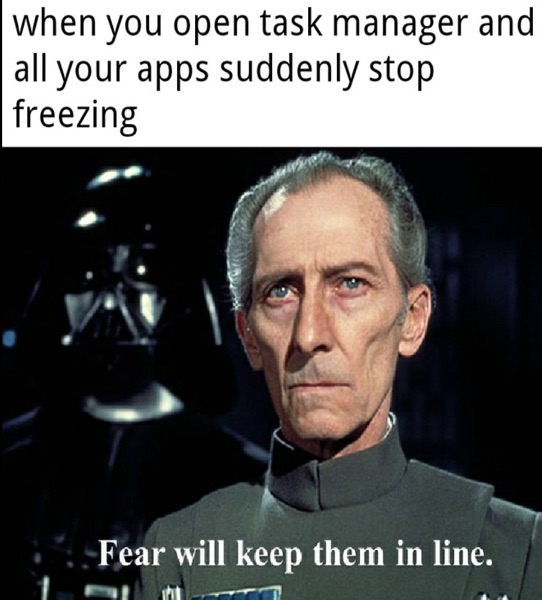 when you open task manager and
all your apps suddenly stop
freezing
Fear will keep them in line.